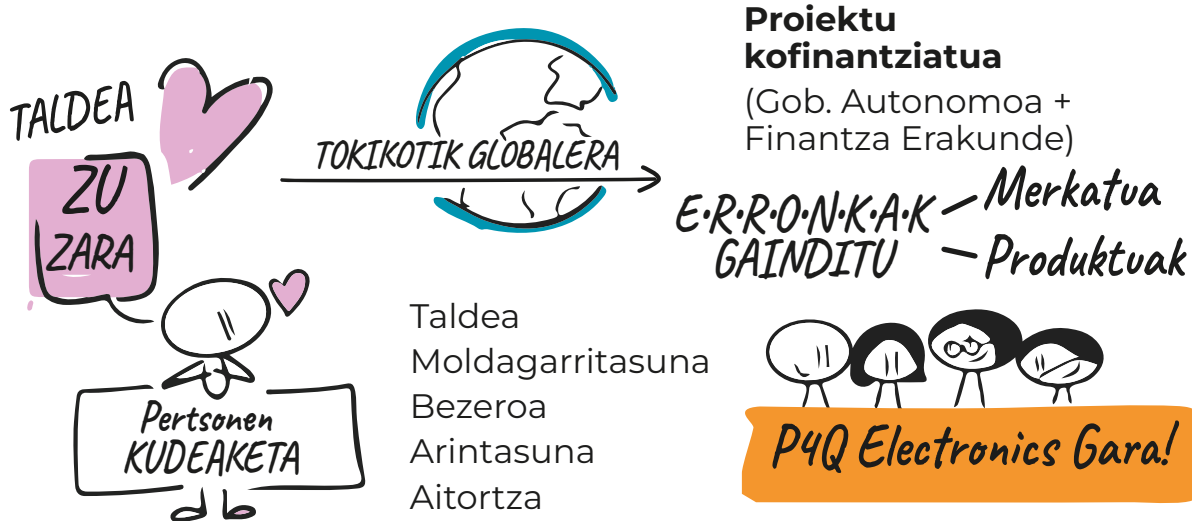 TALDEA
ZU
ZARA
Pertsonen
KUDEAKETA
TOKIKOTIK GLOBALERA
Taldea
Moldagarritasuna
Bezeroa
Arintasuna
Aitortza
Proiektu
kofinantziatua
(Gob. Autonomoa +
Finantza Erakunde)
E·R·R·O·N·K·A·K
GAINDITU
Merkatua
Produktuak
P4Q Electronics Gara!